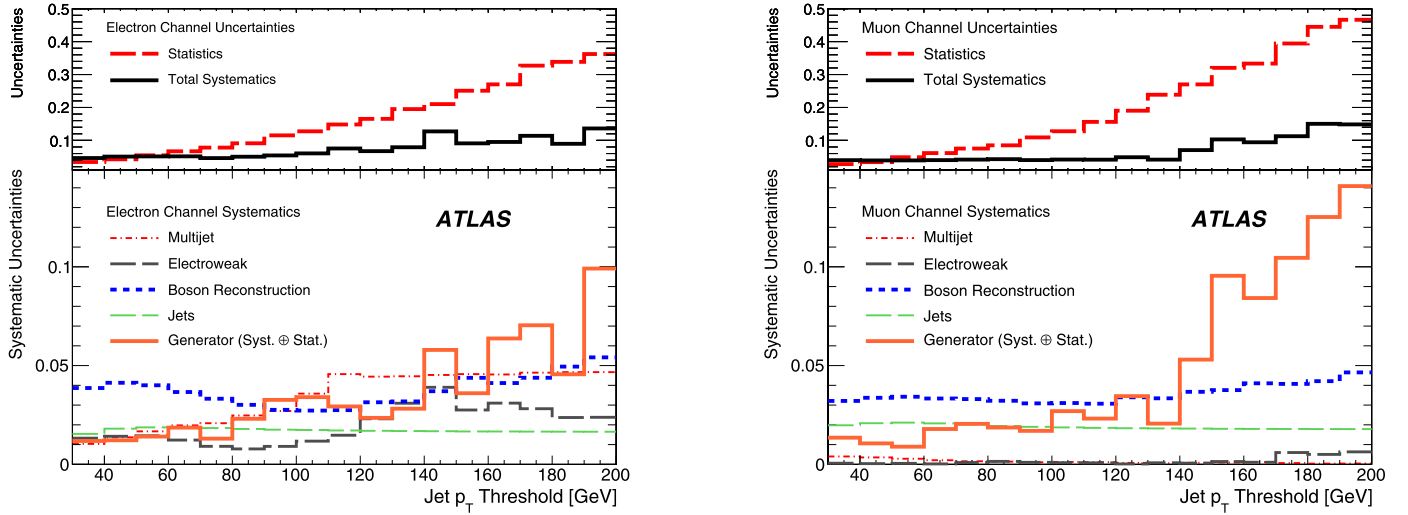 Uncertainties
0.5
0.4
0.3
0.2
0.1
Electron Channel Uncertainties
Statistics
Total Systematics
Systematic Uncertainties
0.1
0.05
0
Electron Channel Systematics
ATLAS
Multijet
Electroweak
Boson Reconstruction
Jets
Generator (Syst. ⊕ Stat.)
40 60 80 100 120 140 160 180 200
Jet pT Threshold [GeV]
Uncertainties
0.5
0.4
0.3
0.2
0.1
Muon Channel Uncertainties
Statistics
Total Systematics
Systematic Uncertainties
0.1
0.05
0
Muon Channel Systematics
ATLAS
Multijet
Electroweak
Boson Reconstruction
Jets
Generator (Syst. ⊕ Stat.)
40 60 80 100 120 140 160 180 200
Jet pT Threshold [GeV]